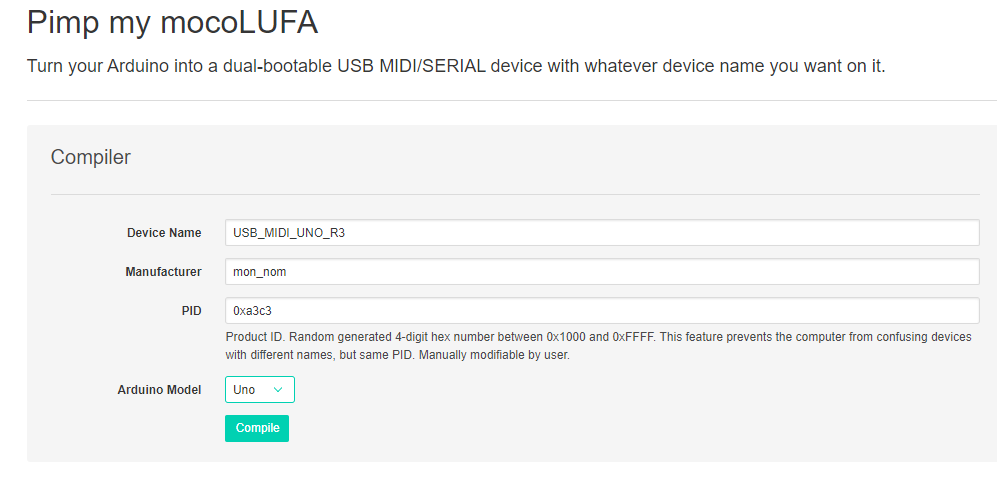 Pimp my mocoLUFA
Turn your Arduino into a dual-bootable USB MIDI/SERIAL device with whatever device name you want on it.
Compiler
Device Name USB_MIDI_UNO_R3
Manufacturer mon_nom
PID 0xa3c3
Product ID. Random generated 4-digit hex number between 0x1000 and 0xFFFF. This feature prevents the computer from confusing devices
with different names, but same PID. Manually modifiable by user.
Arduino Model Uno
Compile